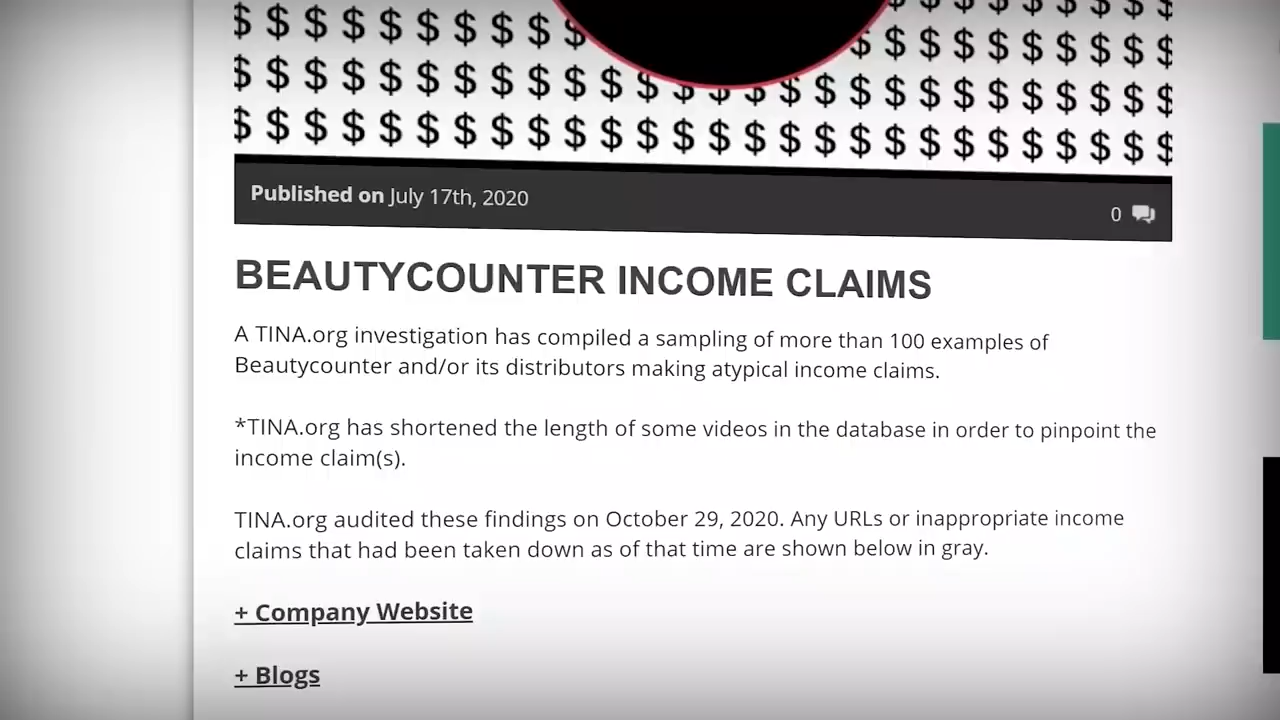 $ $ $ $ $ $ $ $ $
$ $ $ $ $ $ $ $ $ $ $ $ $ $ $ $ $ $ $ $
$ $ $ $ $ $ $ $ $ $ $ $ $ $ $ $ $ $ $ $ $ $ $ $ $ $ $
$ $ $ $ $ $ $ $ $ $ $ $ $ $ $ $ $ $ $ $ $ $ $ $ $ $ $
Published on July 17th, 2020
0
BEAUTYCOUNTER INCOME CLAIMS
A TINA.org investigation has compiled a sampling of more than 100 examples of
Beautycounter and/or its distributors making atypical income claims.
*TINA.org has shortened the length of some videos in the database in order to pinpoint the
income claim(s).
TINA.org audited these findings on October 29, 2020. Any URLs or inappropriate income
claims that had been taken down as of that time are shown below in gray.
+ Company Website
+ Blogs